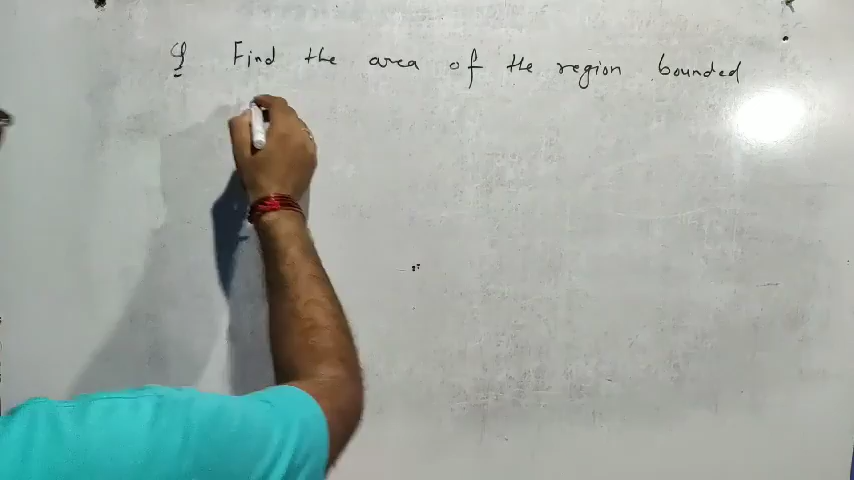 Q Find the area of the region bounded